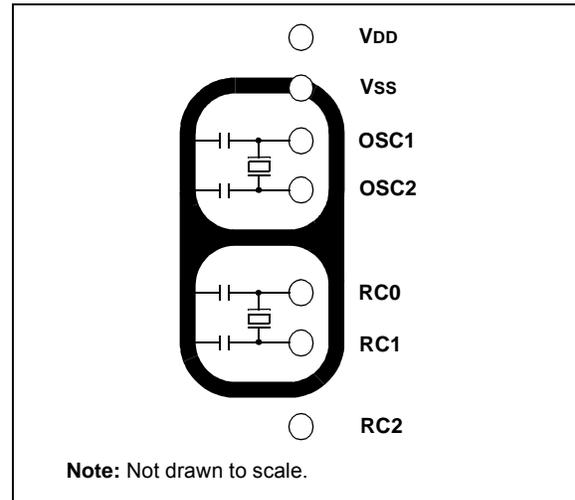 VDD
VSS
OSC1
OSC2
RC0
RC1
RC2
Note: Not drawn to scale.